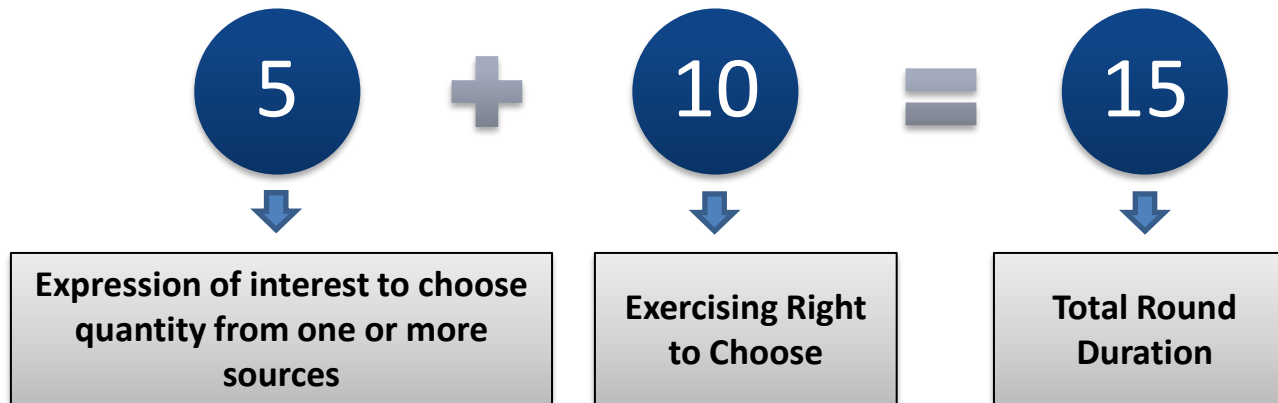 5 + 10 = 15
Expression of interest to choose
quantity from one or more
sources
Exercising Right
to Choose
Total Round
Duration